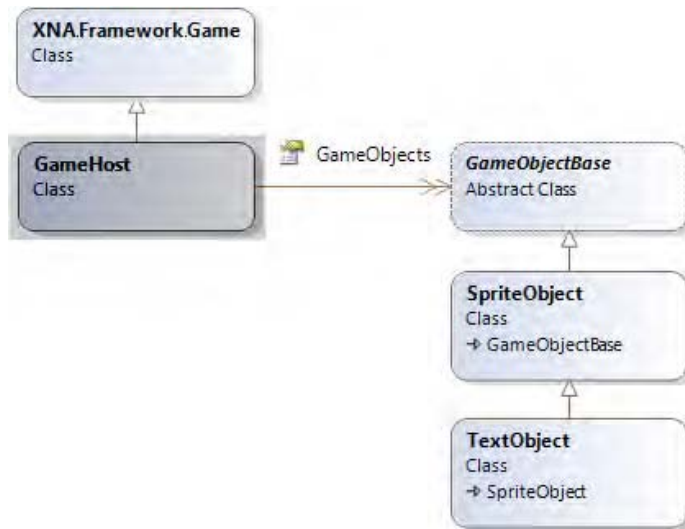 XNA.Framework.Game
Class
GameHost
Class
GameObjects
GameObjectBase
Abstract Class
SpriteObject
Class
GameObjectBase
TextObject
Class
SpriteObject